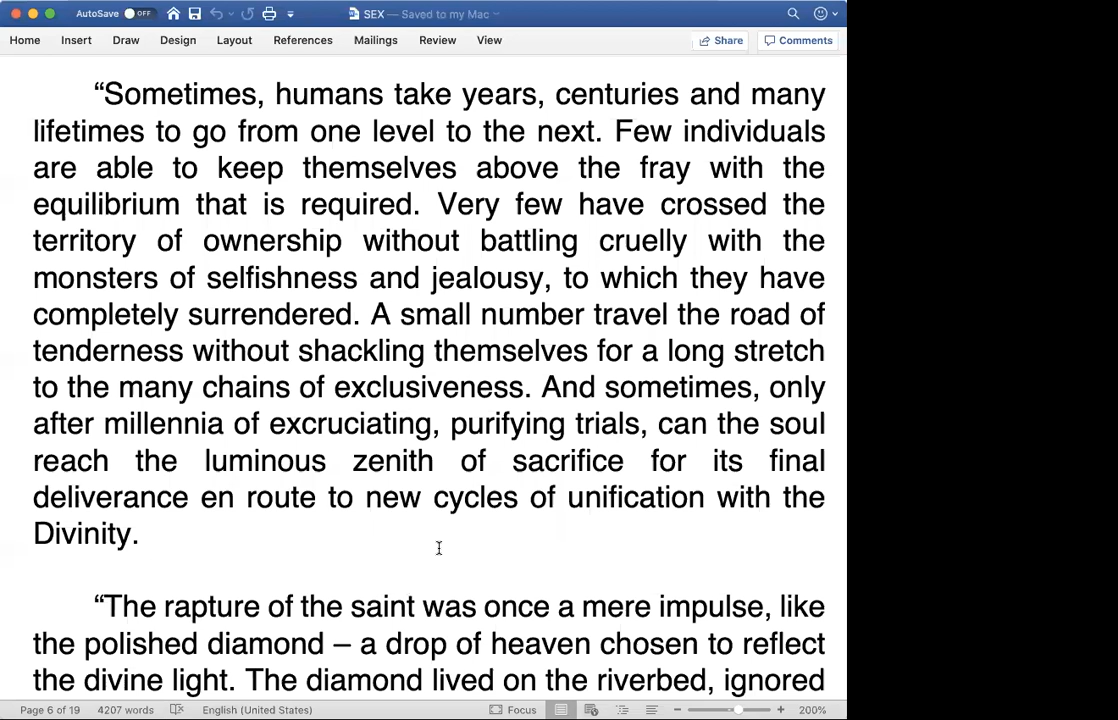 AutoSave OFF SEX — Saved to my Mac
Home Insert Draw Design Layout References Mailings Review View Share Comments
“Sometimes, humans take years, centuries and many
lifetimes to go from one level to the next. Few individuals
are able to keep themselves above the fray with the
equilibrium that is required. Very few have crossed the
territory of ownership without battling cruelly with the
monsters of selfishness and jealousy, to which they have
completely surrendered. A small number travel the road of
tenderness without shackling themselves for a long stretch
to the many chains of exclusiveness. And sometimes, only
after millennia of excruciating, purifying trials, can the soul
reach the luminous zenith of sacrifice for its final
deliverance en route to new cycles of unification with the
Divinity.
“The rapture of the saint was once a mere impulse, like
the polished diamond – a drop of heaven chosen to reflect
the divine light. The diamond lived on the riverbed, ignored
Page 6 of 19 4207 words English (United States) Focus 200%